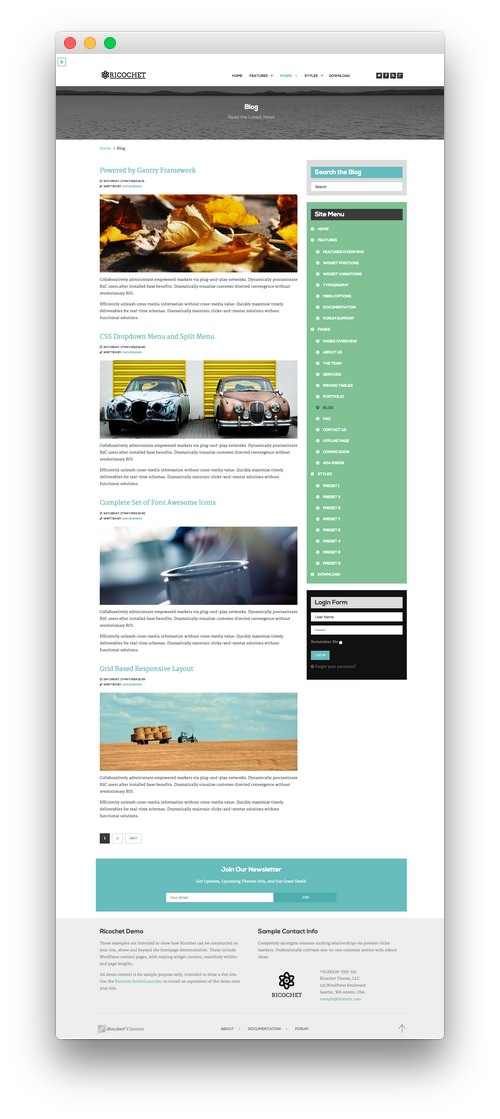 RICOCHET
HOME FEATURES PAGES STYLES DOWNLOAD
Blog
Read the Latest News
Home > Blog
Powered by Gantry Framework
WRITTEN BY
Collaboratively administrate empowered markets via plug-and-play networks. Dynamically procrastinate
B2C users after installed base benefits. Dramatically visualize customer directed convergence without
revolutionary ROI.
Efficiently unleash cross-media information without cross-media value. Quickly maximize timely
deliverables for real-time schemas. Dramatically maintain clicks-and-mortar solutions without
functional solutions.
CSS Dropdown Menu and Split Menu
WRITTEN BY
Collaboratively administrate empowered markets via plug-and-play networks. Dynamically procrastinate
B2C users after installed base benefits. Dramatically visualize customer directed convergence without
revolutionary ROI.
Efficiently unleash cross-media information without cross-media value. Quickly maximize timely
deliverables for real-time schemas. Dramatically maintain clicks-and-mortar solutions without
functional solutions.
Complete Set of Font Awesome Icons
WRITTEN BY
Collaboratively administrate empowered markets via plug-and-play networks. Dynamically procrastinate
B2C users after installed base benefits. Dramatically visualize customer directed convergence without
revolutionary ROI.
Efficiently unleash cross-media information without cross-media value. Quickly maximize timely
deliverables for real-time schemas. Dramatically maintain clicks-and-mortar solutions without
functional solutions.
Grid Based Responsive Layout
WRITTEN BY
Collaboratively administrate empowered markets via plug-and-play networks. Dynamically procrastinate
B2C users after installed base benefits. Dramatically visualize customer directed convergence without
revolutionary ROI.
Efficiently unleash cross-media information without cross-media value. Quickly maximize timely
deliverables for real-time schemas. Dramatically maintain clicks-and-mortar solutions without
functional solutions.
1 2 NEXT
Search the Blog
Search
Site Menu
HOME
FEATURES
FEATURES OVERVIEW
WIDGET POSITIONS
WIDGET VARIATIONS
TYPOGRAPHY
MENU OPTIONS
DOCUMENTATION
FORUM SUPPORT
PAGES
PAGES OVERVIEW
ABOUT US
THE TEAM
SERVICES
PRICING TABLES
PORTFOLIO
BLOG
FAQ
CONTACT US
OFFLINE PAGE
COMING SOON
404 ERROR
STYLES
PRESET 1
PRESET
PRESET
PRESET 7
PRESET
PRESET 4
PRESET
PRESET
DOWNLOAD
Login Form
User Name
Remember Me
LOG IN
Forgot your password?
Join Our Newsletter
Get Updates, Upcoming Themes Info, and Our Great Deals!
Your Email JOIN
Ricochet Demo
These examples are intended to show how Ricochet can be constructed on
your site, above and beyond the frontpage demonstration. These include
WordPress content pages, with varying widget content, mainbody widths
and page lengths.
All demo content is for sample purpose only, intended to show a live site.
Use the Ricochet RocketLauncher to install an equivalent of the demo onto
your site.
Sample Contact Info
Completely synergize resource sucking relationships via premier niche
markets. Professionally cultivate one-to-one customer service with robust
ideas.
RICOCHET
Ricochet Theme, LLC
123 WordPress Boulevard
Seattle, WA 00000, USA
noreply@domain.com
RocketTheme
ABOUT DOCUMENTATION FORUM